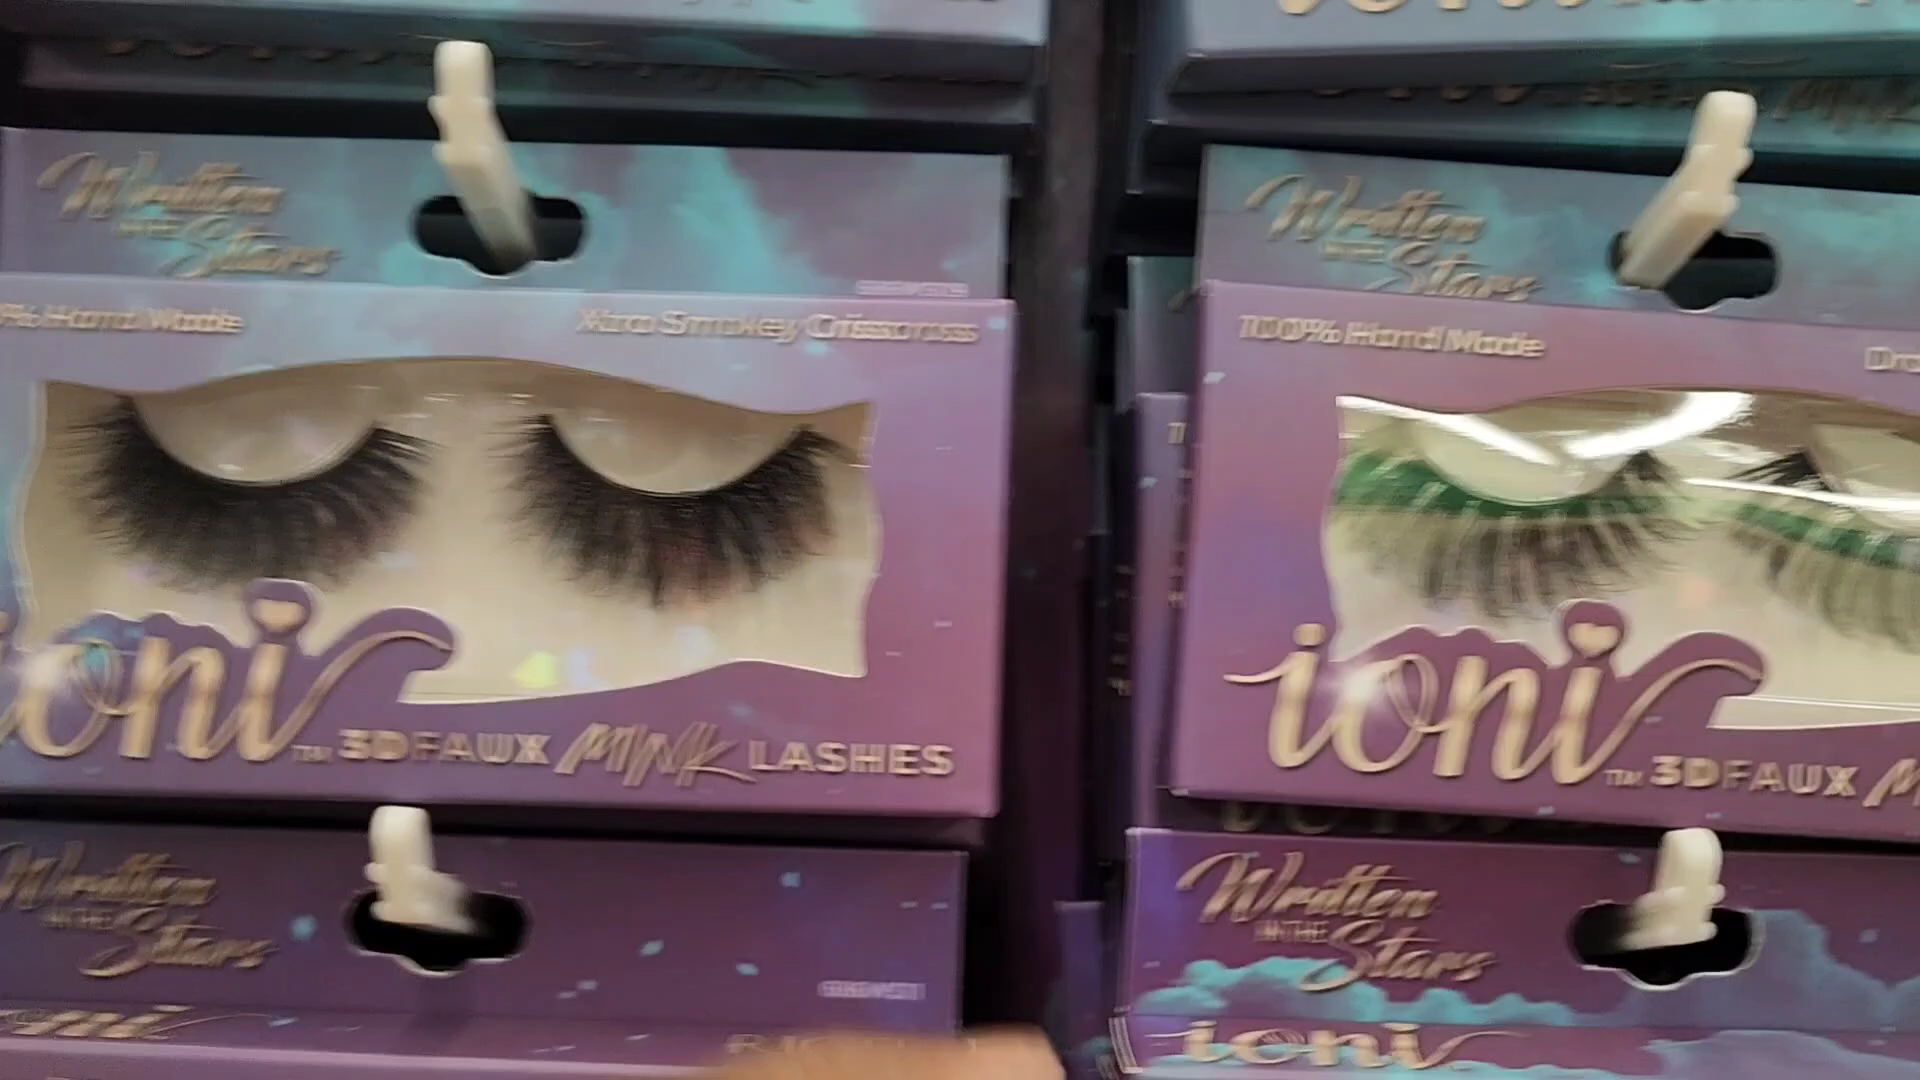 Written
IN THE
Stars
% Hand Made
Xtra Smokey Crisscross
ioni
TM 3D FAUX MINK LASHES
Written
IN THE
Stars
100% Hand Made
ioni
TM 3D FAUX
Written
IN THE
Stars
Written
IN THE
Stars
ioni